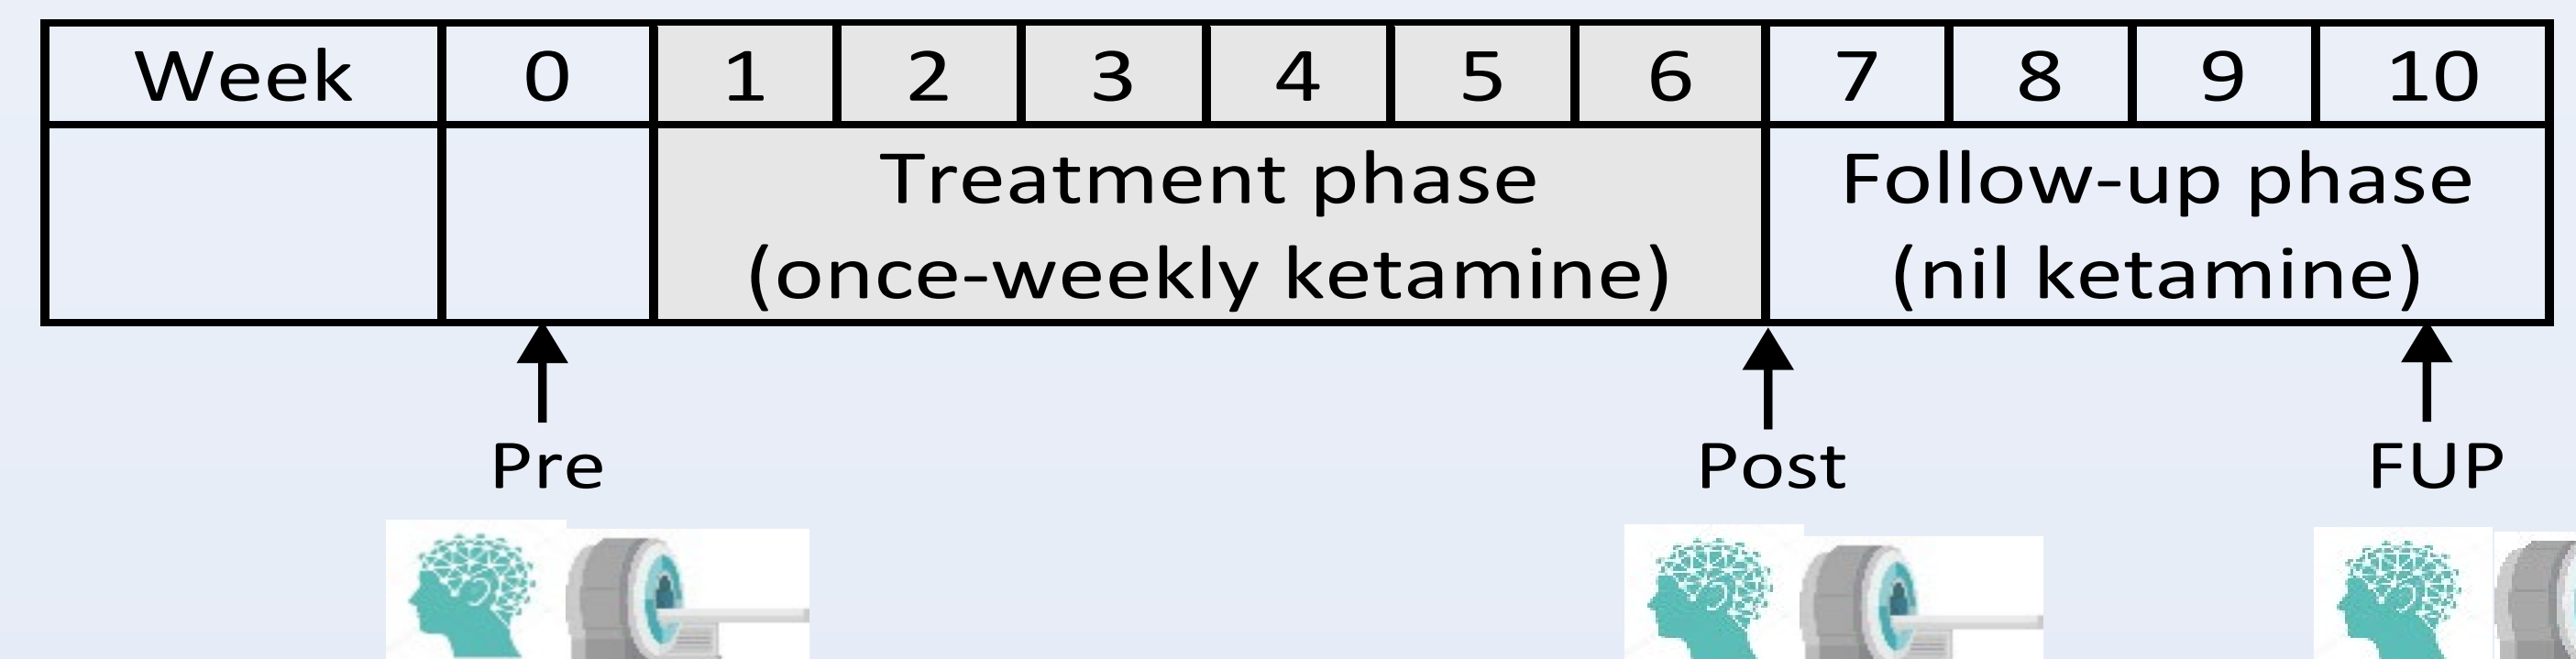 Week 0 1 2 3 4 5 6 7 8 9 10
Treatment phase
(once-weekly ketamine)
Follow-up phase
(nil ketamine)
Pre Post FUP